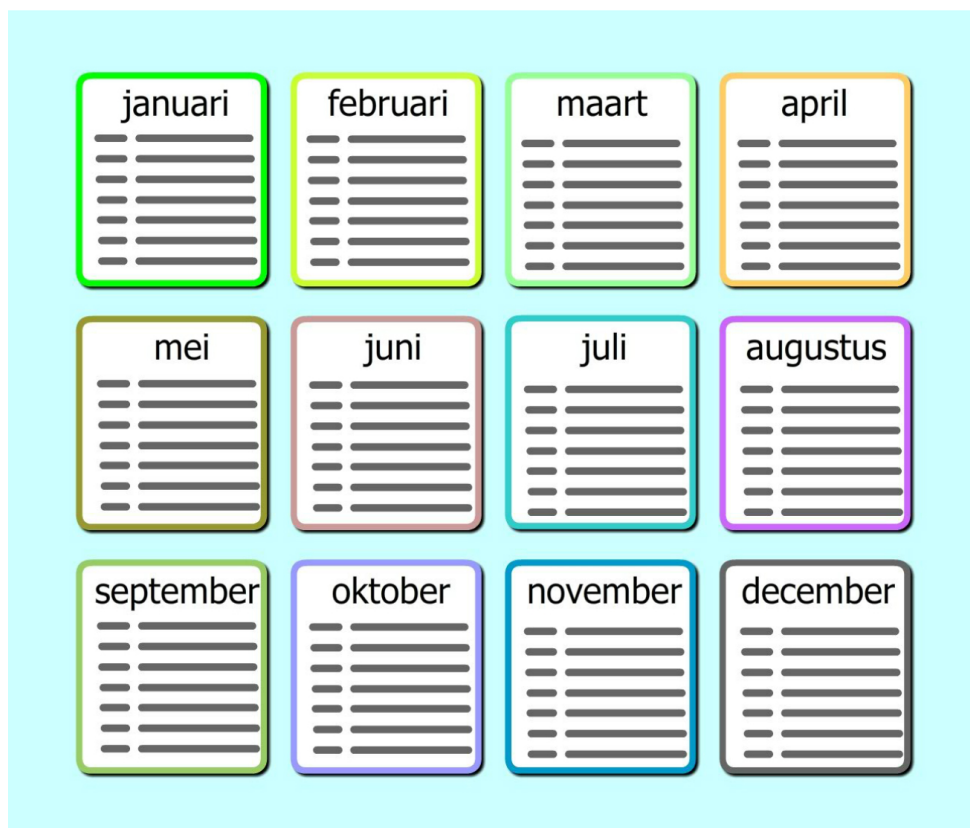 januari
februari
maart
april
mei
juni
juli
augustus
september
oktober
november
december